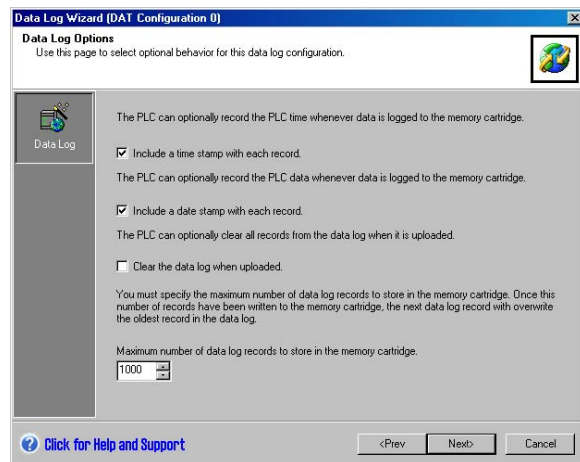 Data Log Wizard (DAT Configuration 0)
Data Log Options
Use this page to select optional behavior for this data log configuration.
Data Log
The PLC can optionally record the PLC time whenever data is logged to the memory cartridge.
Include a time stamp with each record.
The PLC can optionally record the PLC data whenever data is logged to the memory cartridge.
Include a date stamp with each record.
The PLC can optionally clear all records from the data log when it is uploaded.
Clear the data log when uploaded.
You must specify the maximum number of data log records to store in the memory cartridge. Once this
number of records have been written to the memory cartridge, the next data log record with overwrite
the oldest record in the data log.
Maximum number of data log records to store in the memory cartridge.
1000
Click for Help and Support
<Prev
Next>
Cancel